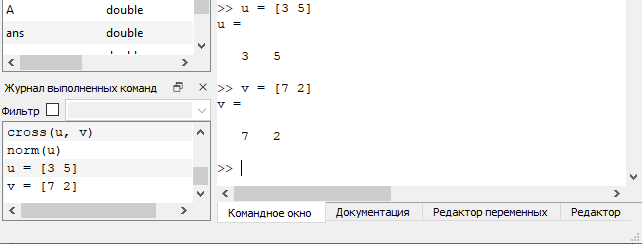 A double
ans double
Журнал выполненных команд
Фильтр
cross(u, v)
norm(u)
u = [3 5]
v = [7 2]
>> u = [3 5]
u =
3 5
>> v = [7 2]
v =
7 2
>>
Командное окно Документация Редактор переменных Редактор